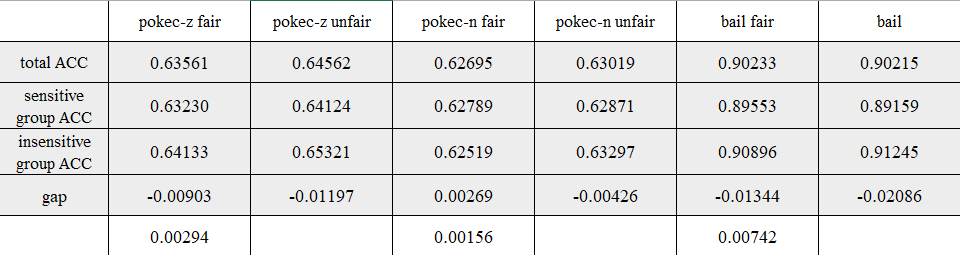 pokec-z fair pokec-z unfair pokec-n fair pokec-n unfair bail fair bail
total ACC 0.63561 0.64562 0.62695 0.63019 0.90233 0.90215
sensitive
group ACC 0.63230 0.64124 0.62789 0.62871 0.89553 0.89159
insensitive
group ACC 0.64133 0.65321 0.62519 0.63297 0.90896 0.91245
gap -0.00903 -0.01197 0.00269 -0.00426 -0.01344 -0.02086
0.00294 0.00156 0.00742